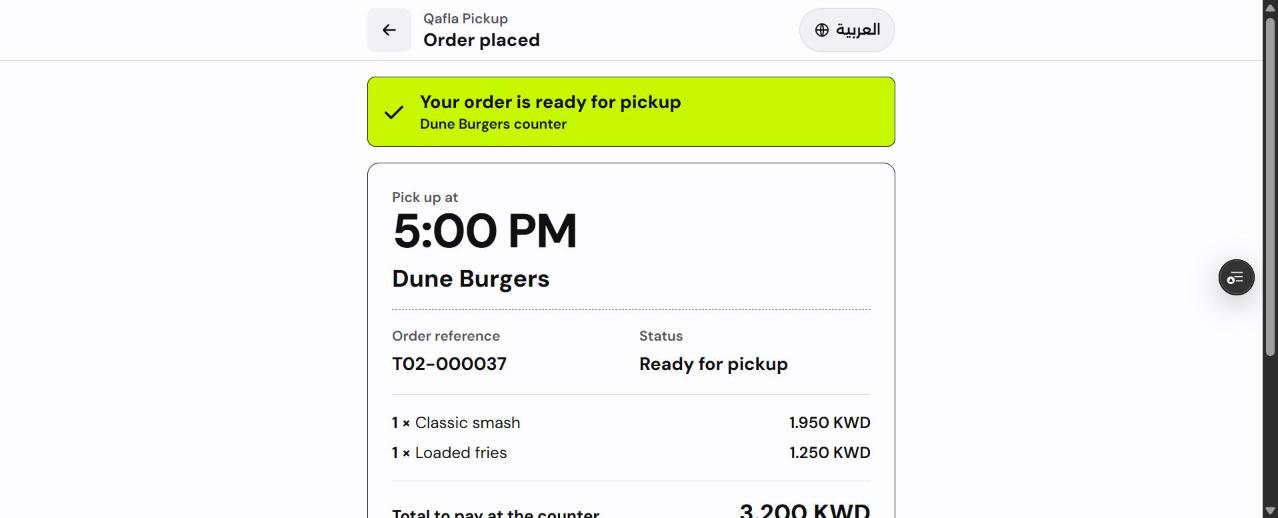 Qafla Pickup
Order placed
العربية
Your order is ready for pickup
Dune Burgers counter
Pick up at
5:00 PM
Dune Burgers
Order reference
Status
T02-000037
Ready for pickup
1 × Classic smash
1.950 KWD
1 × Loaded fries
1.250 KWD
Total to pay at the counter
3.200 KWD